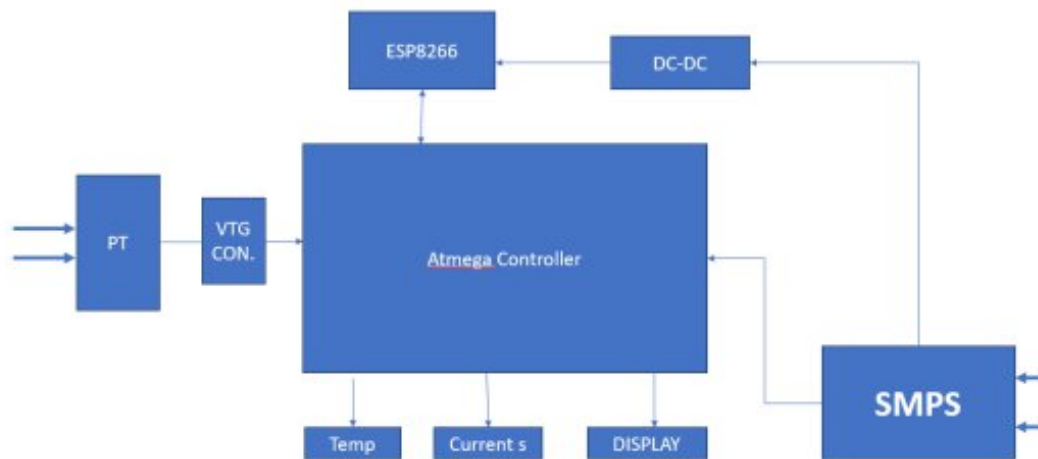 ESP8266
DC-DC
PT
VTG
CON.
Atmega Controller
SMPS
Temp
Current s
DISPLAY